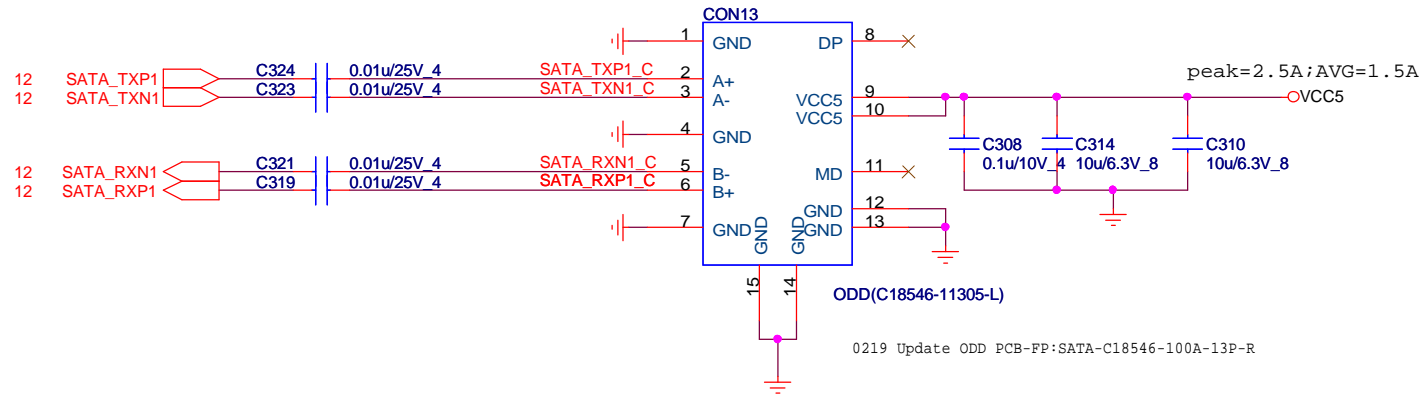 CON13
1 GND DP 8
12 SATA_TXP1 C324 0.01u/25V_4 SATA_TXP1_C 2 A+
12 SATA_TXN1 C323 0.01u/25V_4 SATA_TXN1_C 3 A-
VCC5 9
VCC5 10
peak=2.5A;AVG=1.5A
VCC5
4 GND
C308
0.1u/10V_4
C314
10u/6.3V_8
C310
10u/6.3V_8
12 SATA_RXN1 C321 0.01u/25V_4 SATA_RXN1_C 5 B-
12 SATA_RXP1 C319 0.01u/25V_4 SATA_RXP1_C 6 B+
MD 11
GND 12
7 GND GND 13
GND GND
15 14
ODD(C18546-11305-L)
0219 Update ODD PCB-FP:SATA-C18546-100A-13P-R